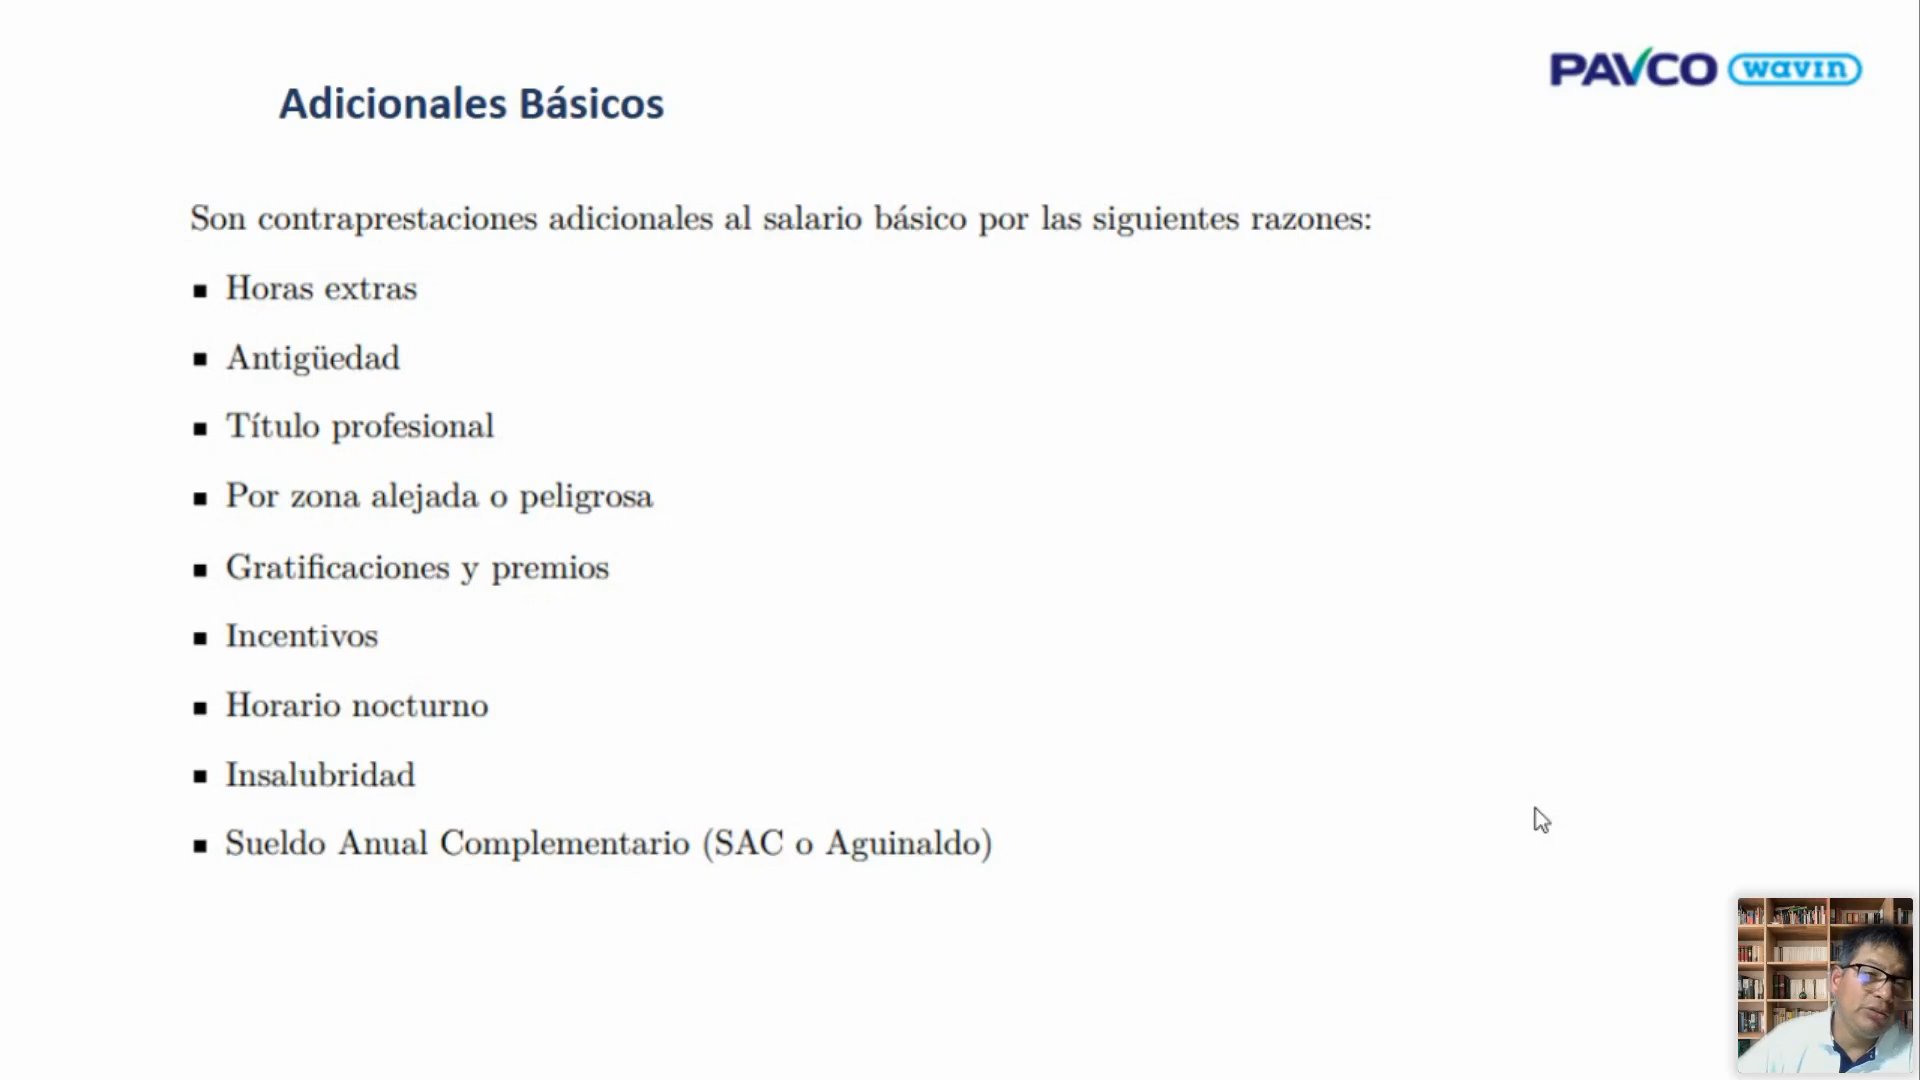 PAVCO wavin
Adicionales Básicos
Son contraprestaciones adicionales al salario básico por las siguientes razones:
▪ Horas extras
▪ Antigüedad
▪ Título profesional
▪ Por zona alejada o peligrosa
▪ Gratificaciones y premios
▪ Incentivos
▪ Horario nocturno
▪ Insalubridad
▪ Sueldo Anual Complementario (SAC o Aguinaldo)